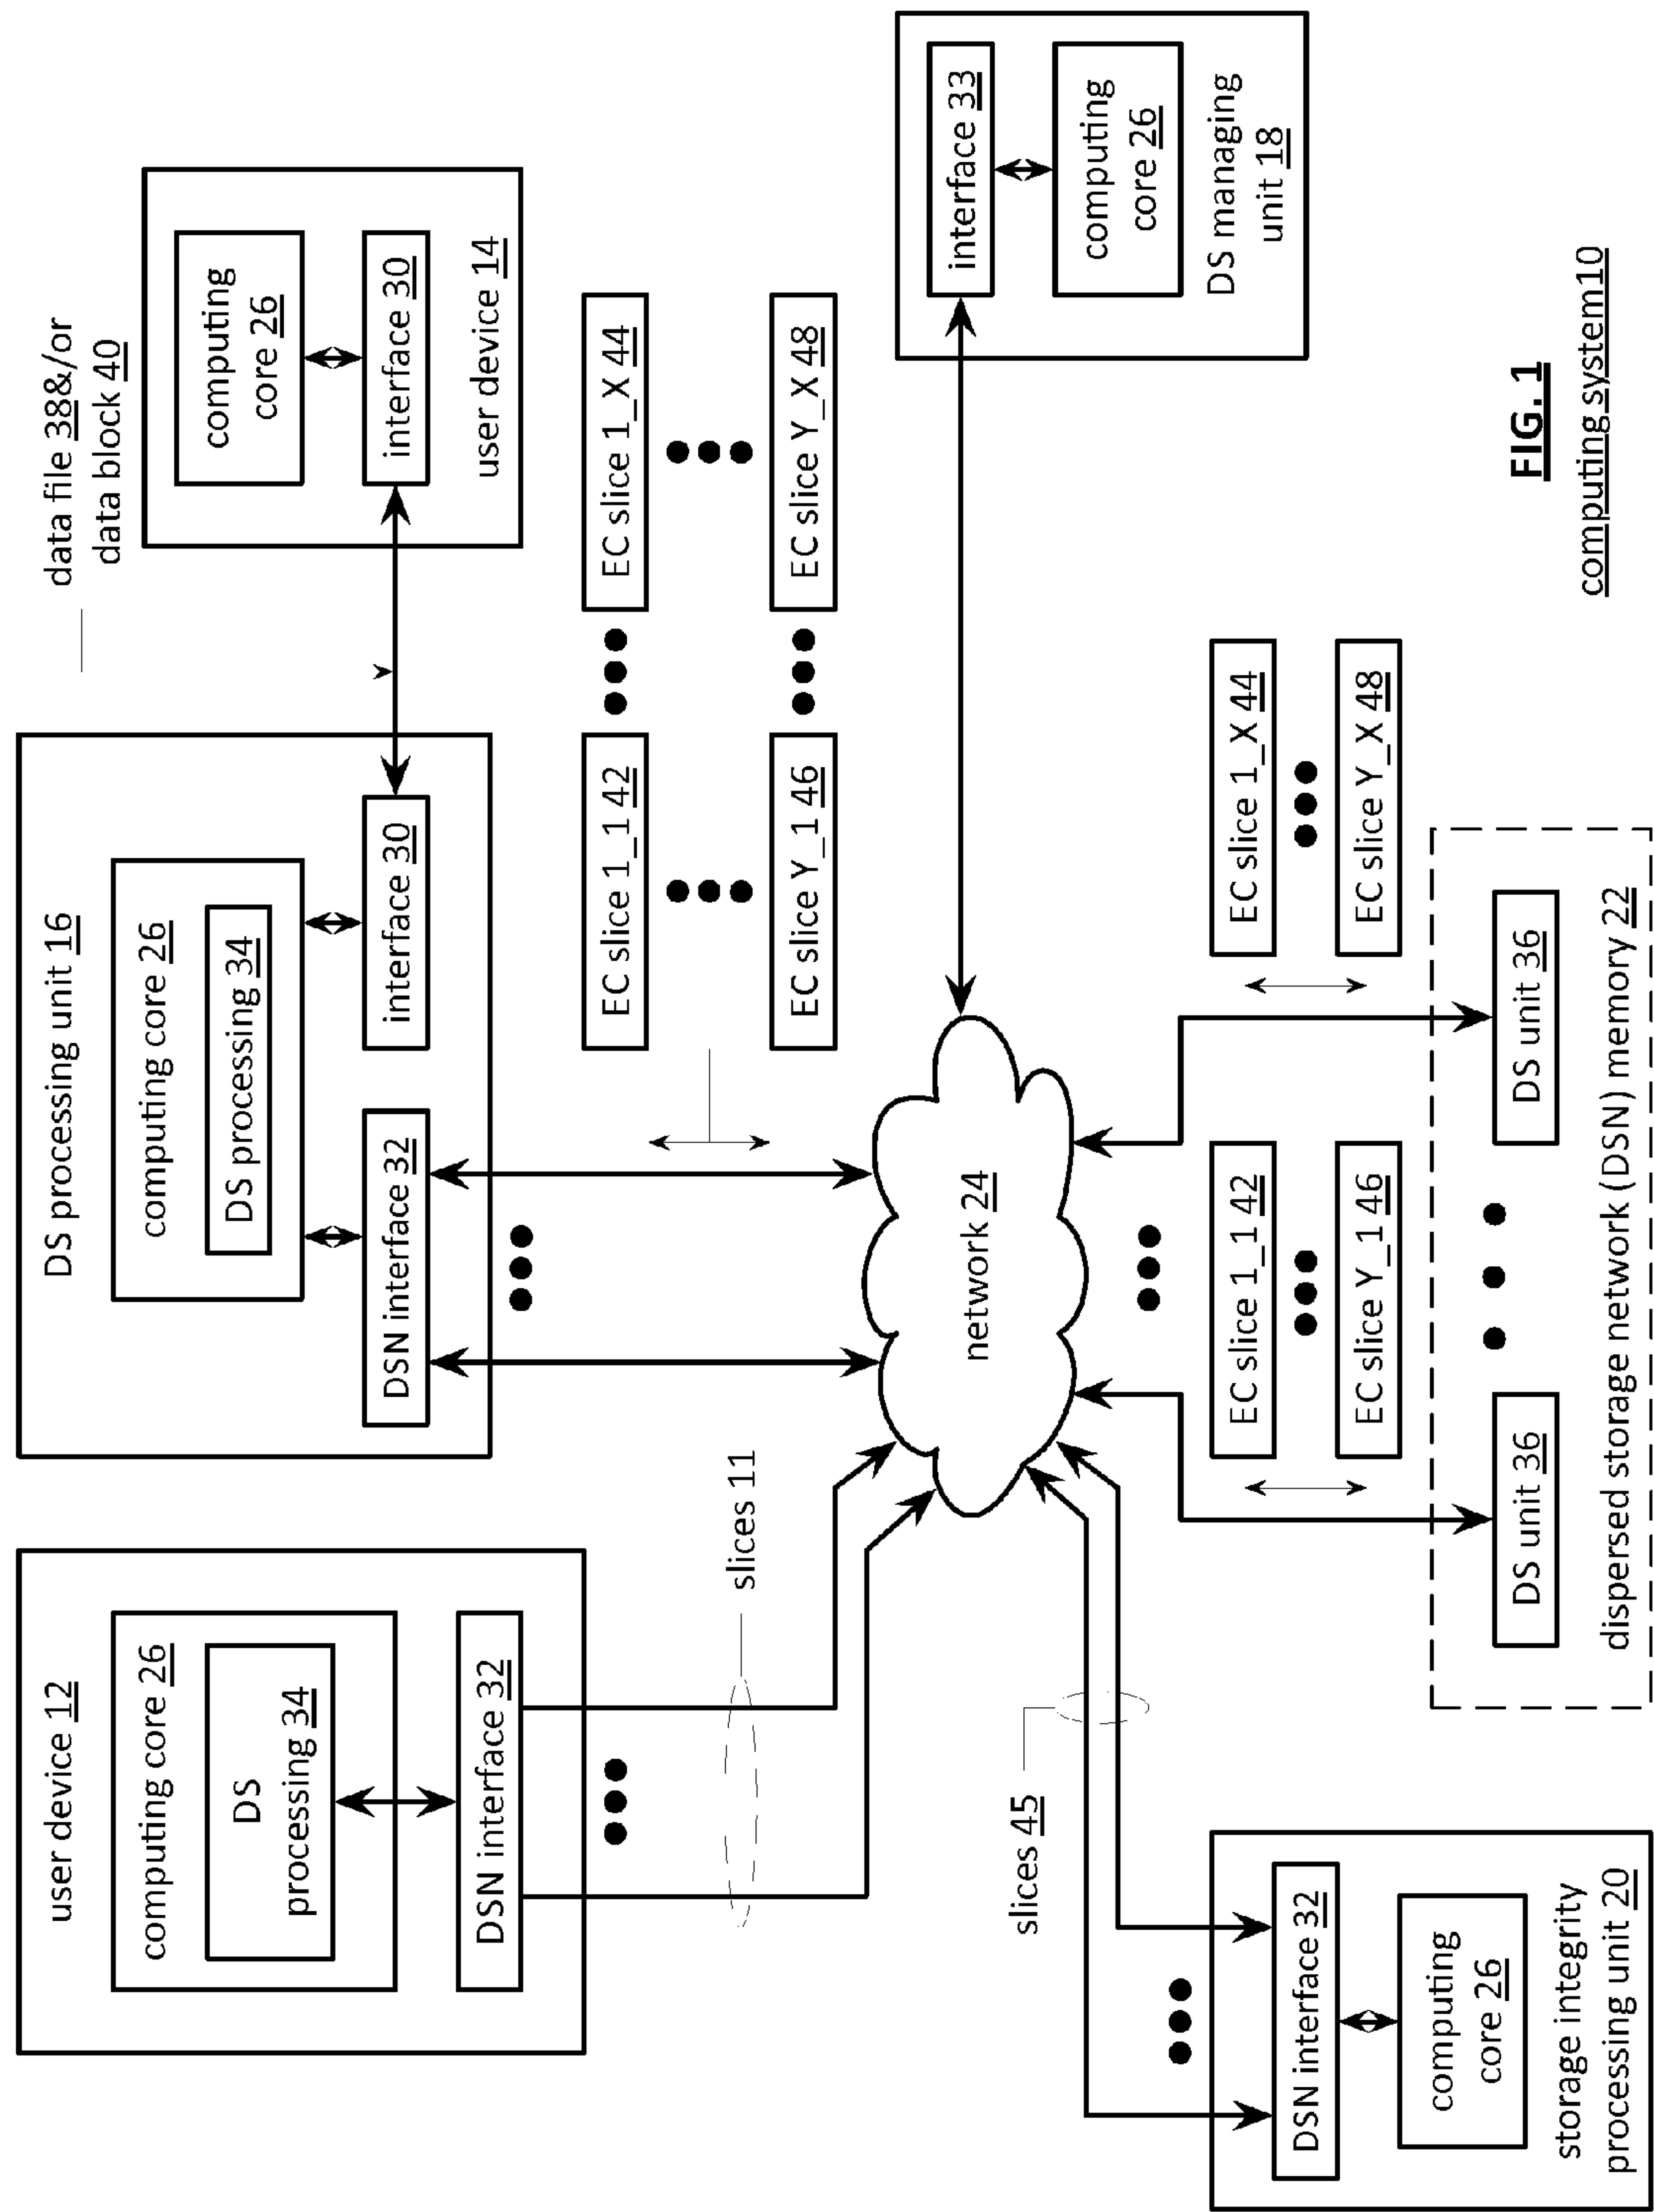 user device 12
computing core 26
DS
processing 34
DSN interface 32
slices 11
DS processing unit 16
computing core 26
DS processing 34
DSN interface 32
interface 30
data file 38&/or
data block 40
computing
core 26
interface 30
user device 14
EC slice 1_1 42
EC slice 1_X 44
EC slice Y_1 46
EC slice Y_X 48
network 24
interface 33
computing
core 26
DS managing
unit 18
slices 45
DSN interface 32
computing
core 26
storage integrity
processing unit 20
EC slice 1_1 42
EC slice Y_1 46
EC slice 1_X 44
EC slice Y_X 48
DS unit 36
DS unit 36
dispersed storage network (DSN) memory 22
FIG. 1
computing system10